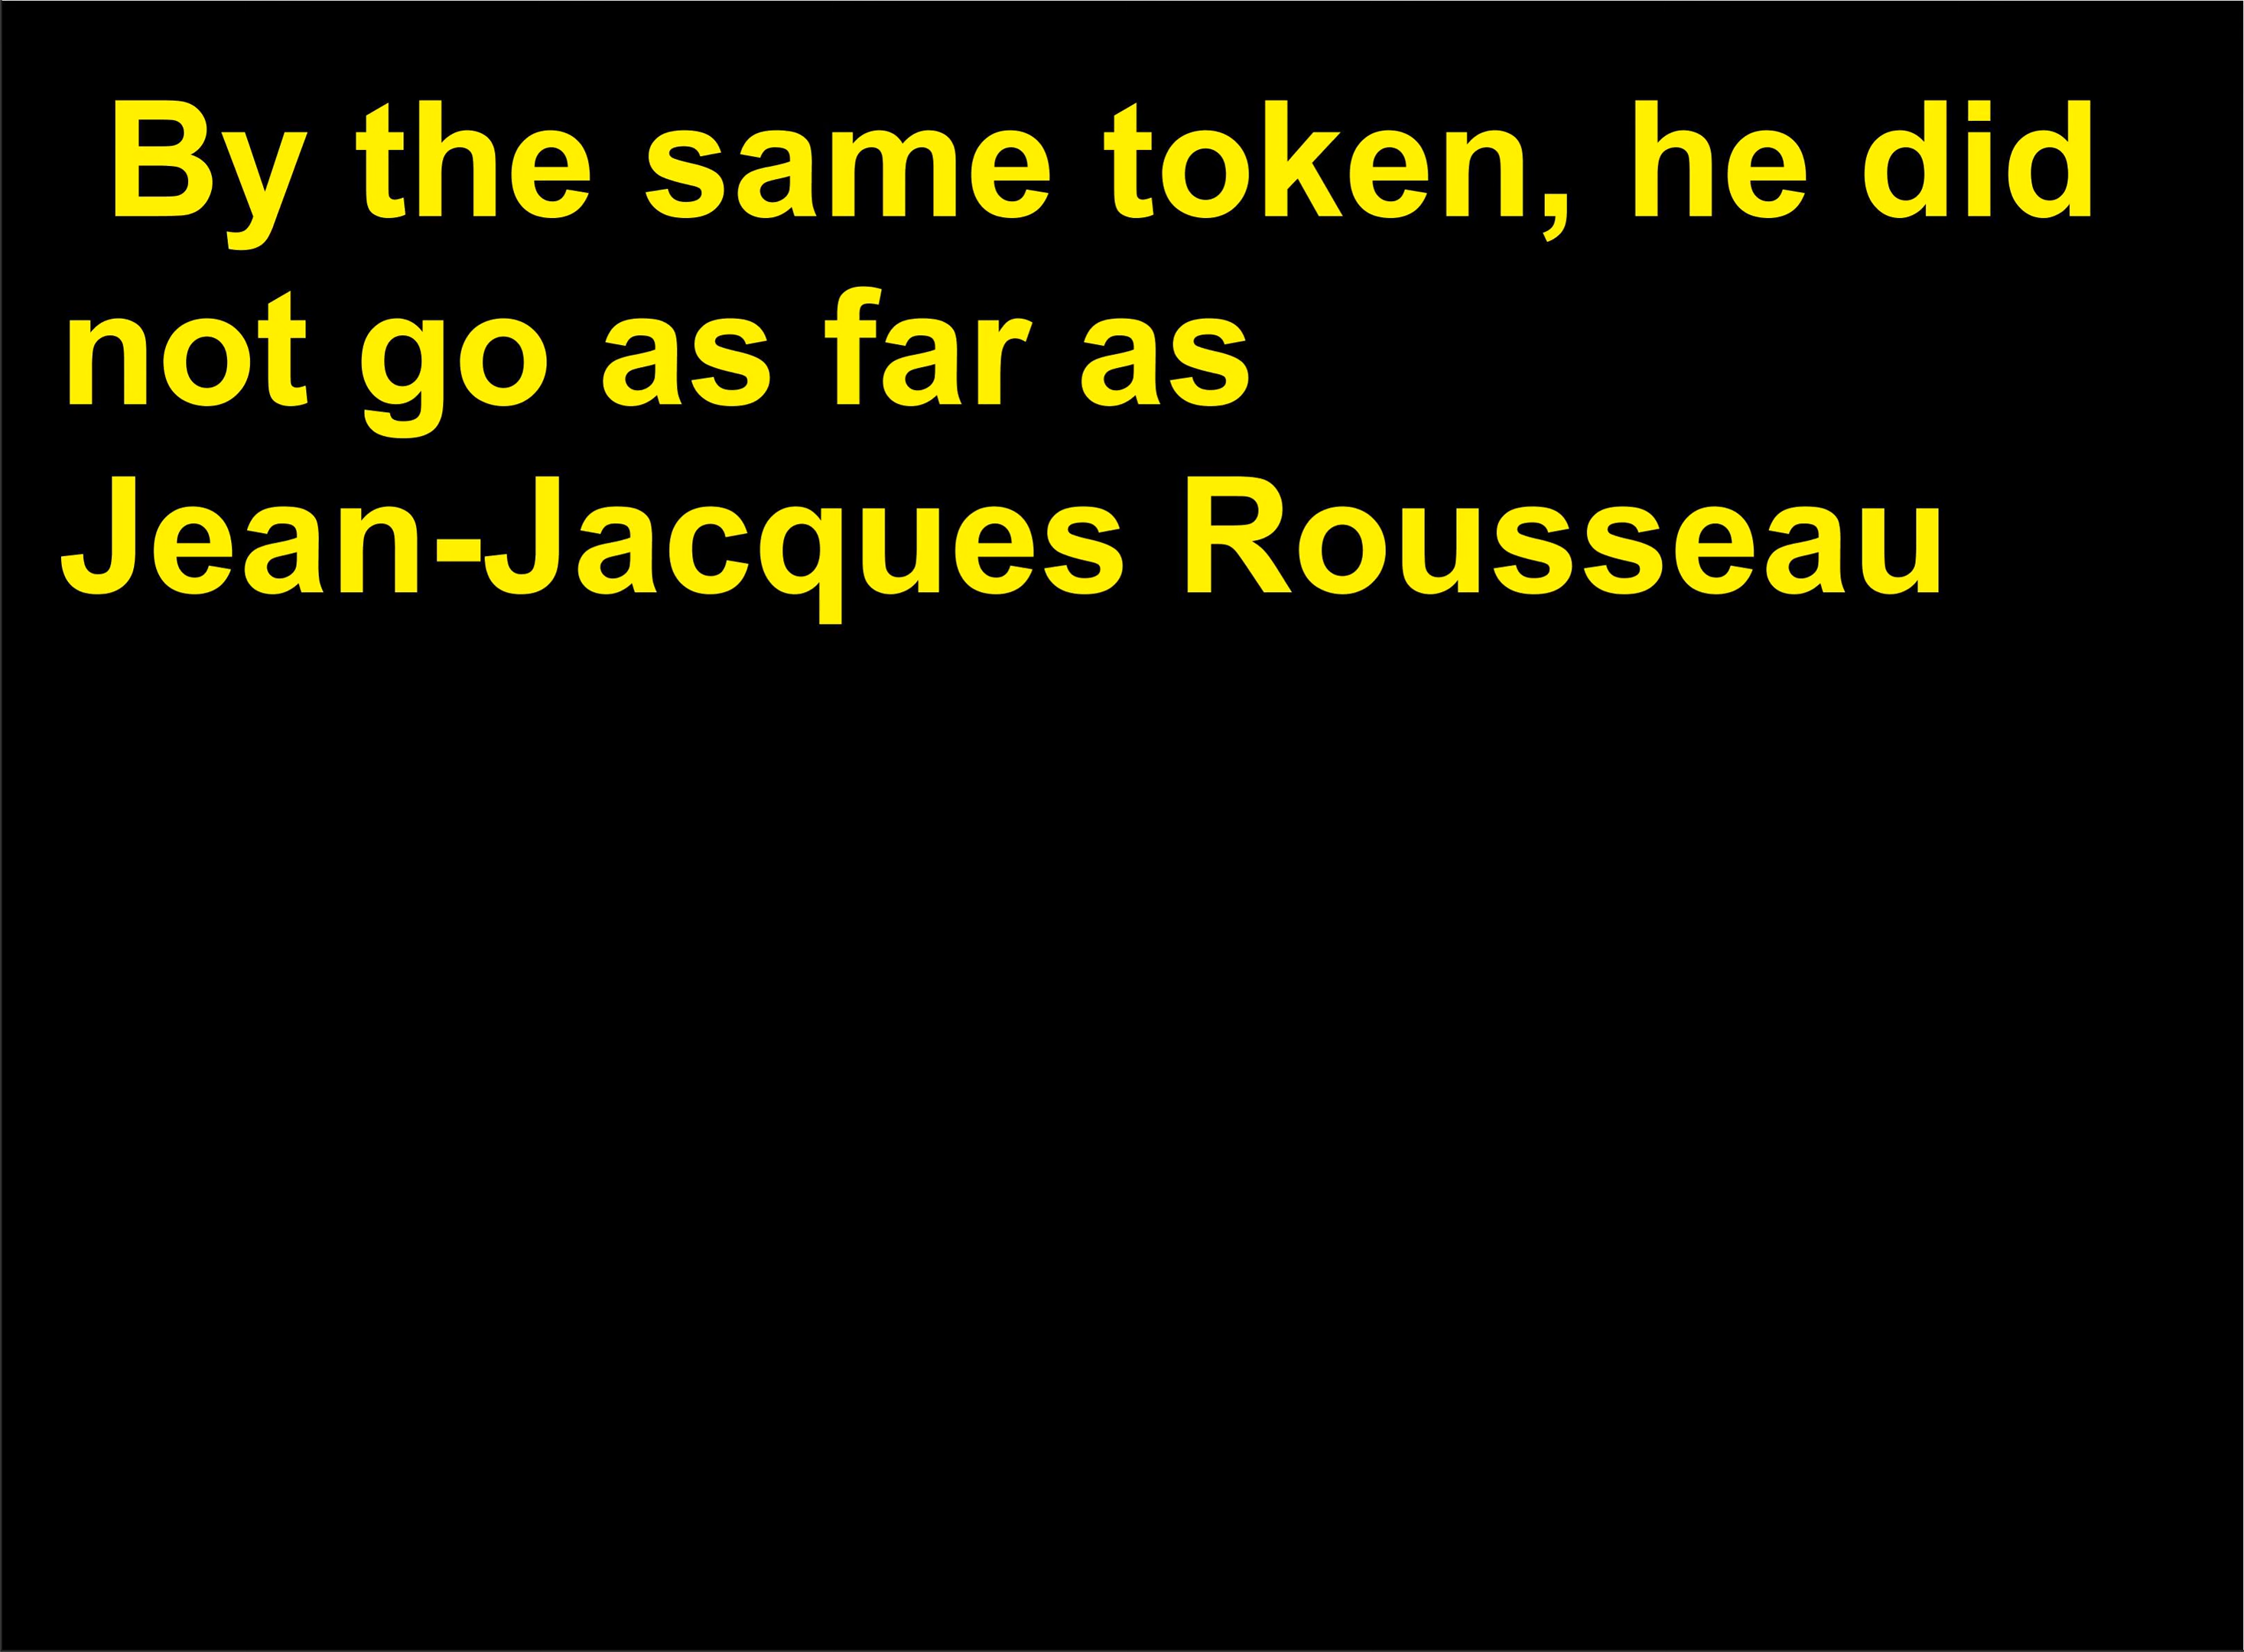 By the same token, he did
not go as far as
Jean-Jacques Rousseau